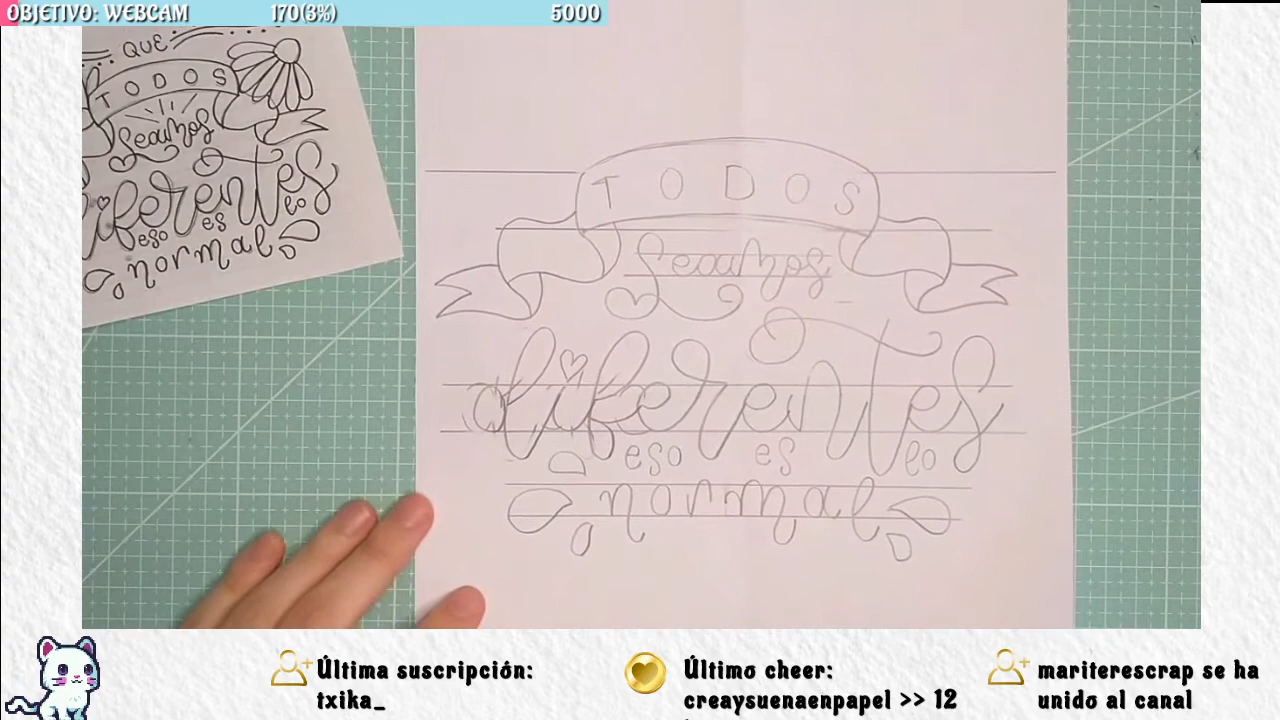 OBJETIVO: WEBCAM 170(3%) 5000
QUE
TODOS
Seamos
diferentes
eso es lo
normal
TODOS
Seamos
diferentes
eso es lo
normal
Última suscripción:
txika_
Último cheer:
creaysuenaenpapel >> 12
mariterescrap se ha
unido al canal